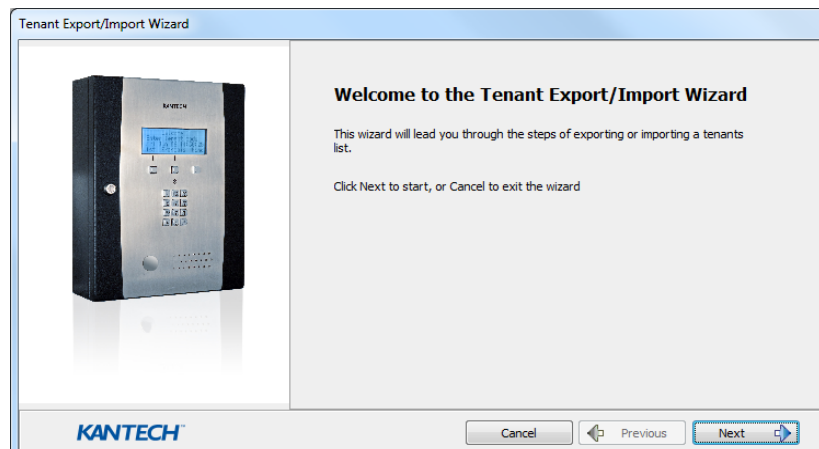 Tenant Export/Import Wizard
KANTECH
Welcome to the Tenant Export/Import Wizard
This wizard will lead you through the steps of exporting or importing a tenants
list.
Click Next to start, or Cancel to exit the wizard
KANTECH™
Cancel
Previous
Next